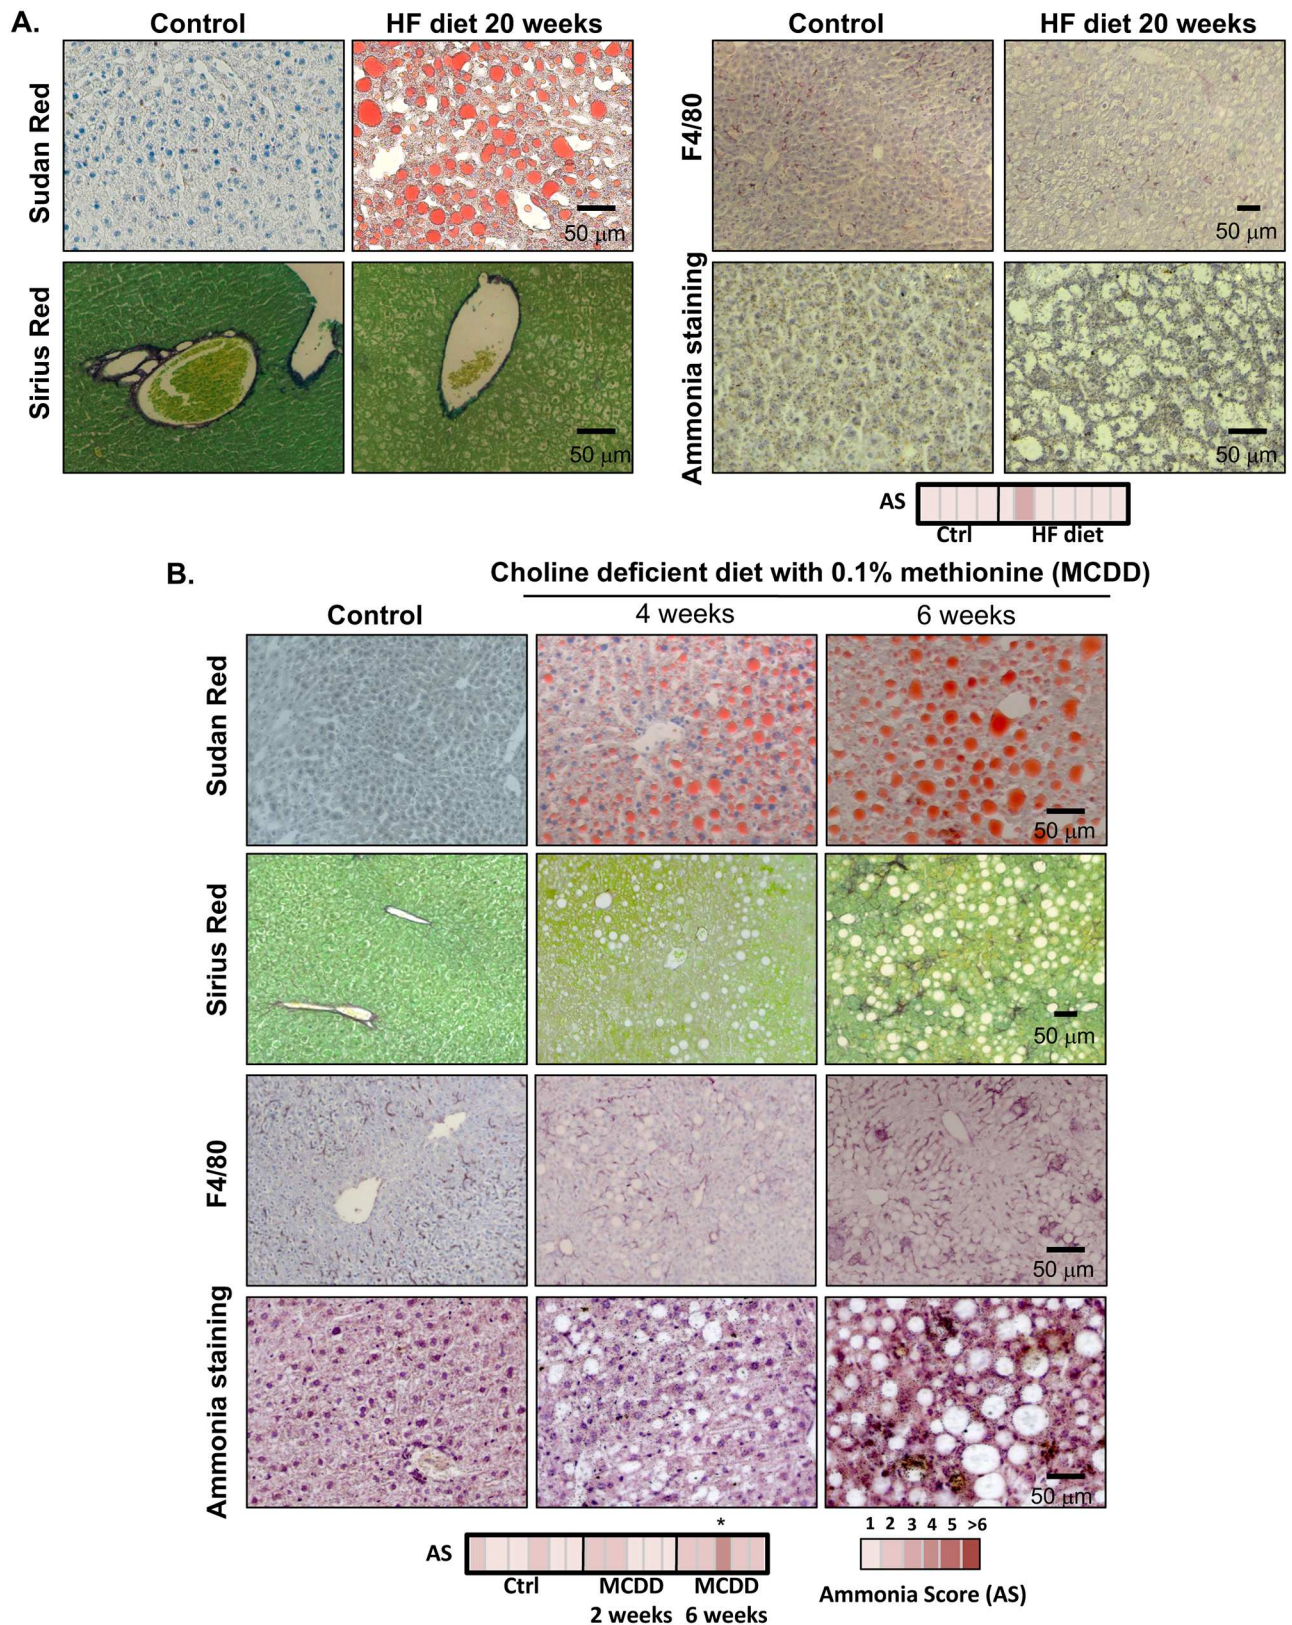 A.
Control
HF diet 20 weeks
Control
HF diet 20 weeks
Sudan Red
50 μm
F4/80
50 μm
Sirius Red
50 μm
Ammonia staining
50 μm
AS
Ctrl
HF diet
B.
Choline deficient diet with 0.1% methionine (MCDD)
Control
4 weeks
6 weeks
Sudan Red
50 μm
Sirius Red
50 μm
F4/80
50 μm
Ammonia staining
50 μm
*
1 2 3 4 5 >6
AS
Ctrl
MCDD
2 weeks
MCDD
6 weeks
Ammonia Score (AS)